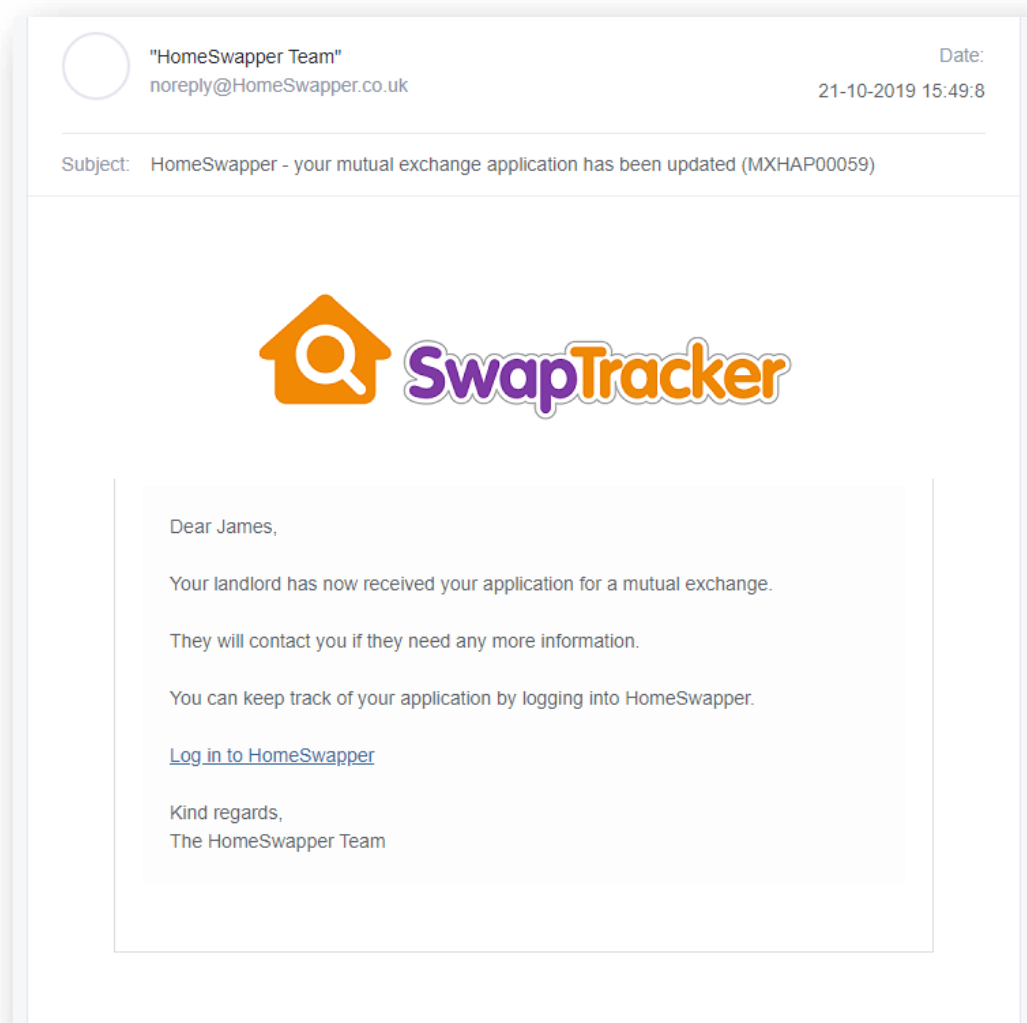 "HomeSwapper Team"
Date:
noreply@HomeSwapper.co.uk
21-10-2019 15:49:8
Subject: HomeSwapper - your mutual exchange application has been updated (MXHAP00059)
SwapTracker
Dear James,
Your landlord has now received your application for a mutual exchange.
They will contact you if they need any more information.
You can keep track of your application by logging into HomeSwapper.
Log in to HomeSwapper
Kind regards,
The HomeSwapper Team